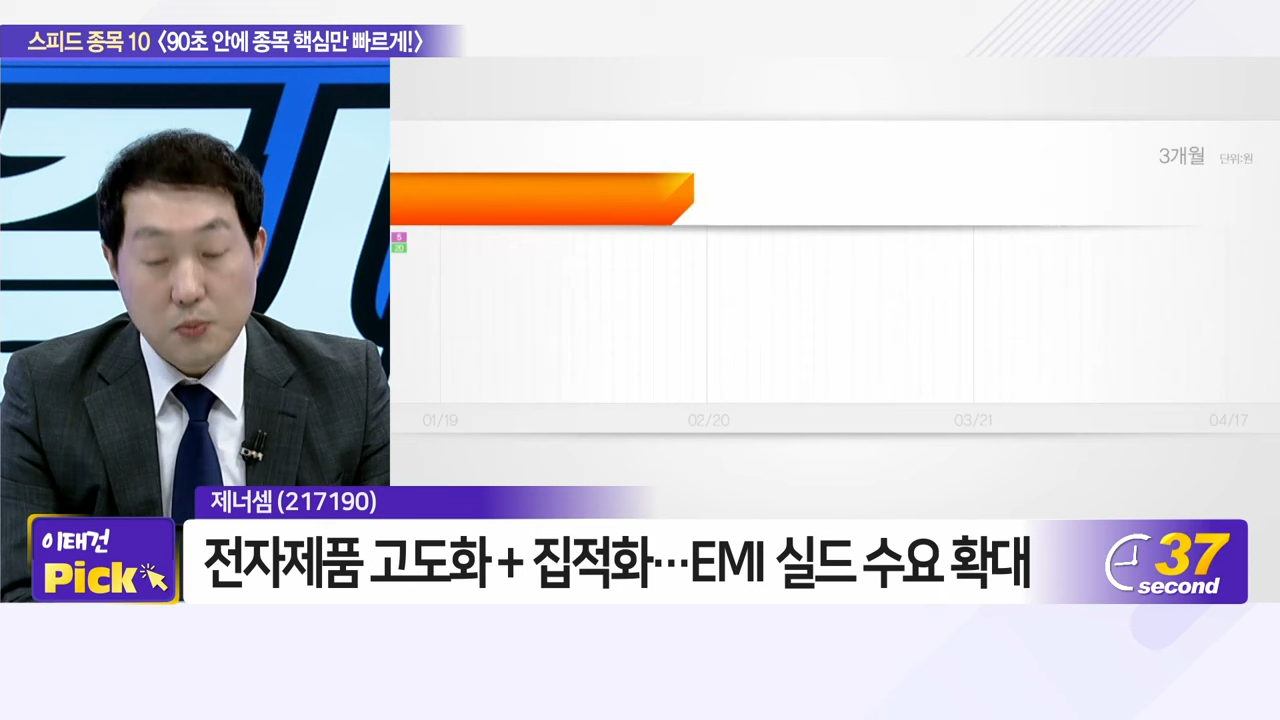 스피드 종목 10 <90초 안에 종목 핵심만 빠르게!>
3개월 단위:원
5
20
01/19 02/20 03/21 04/17
제너셈 (217190)
이태건
Pick
전자제품 고도화 + 집적화…EMI 실드 수요 확대
37
second